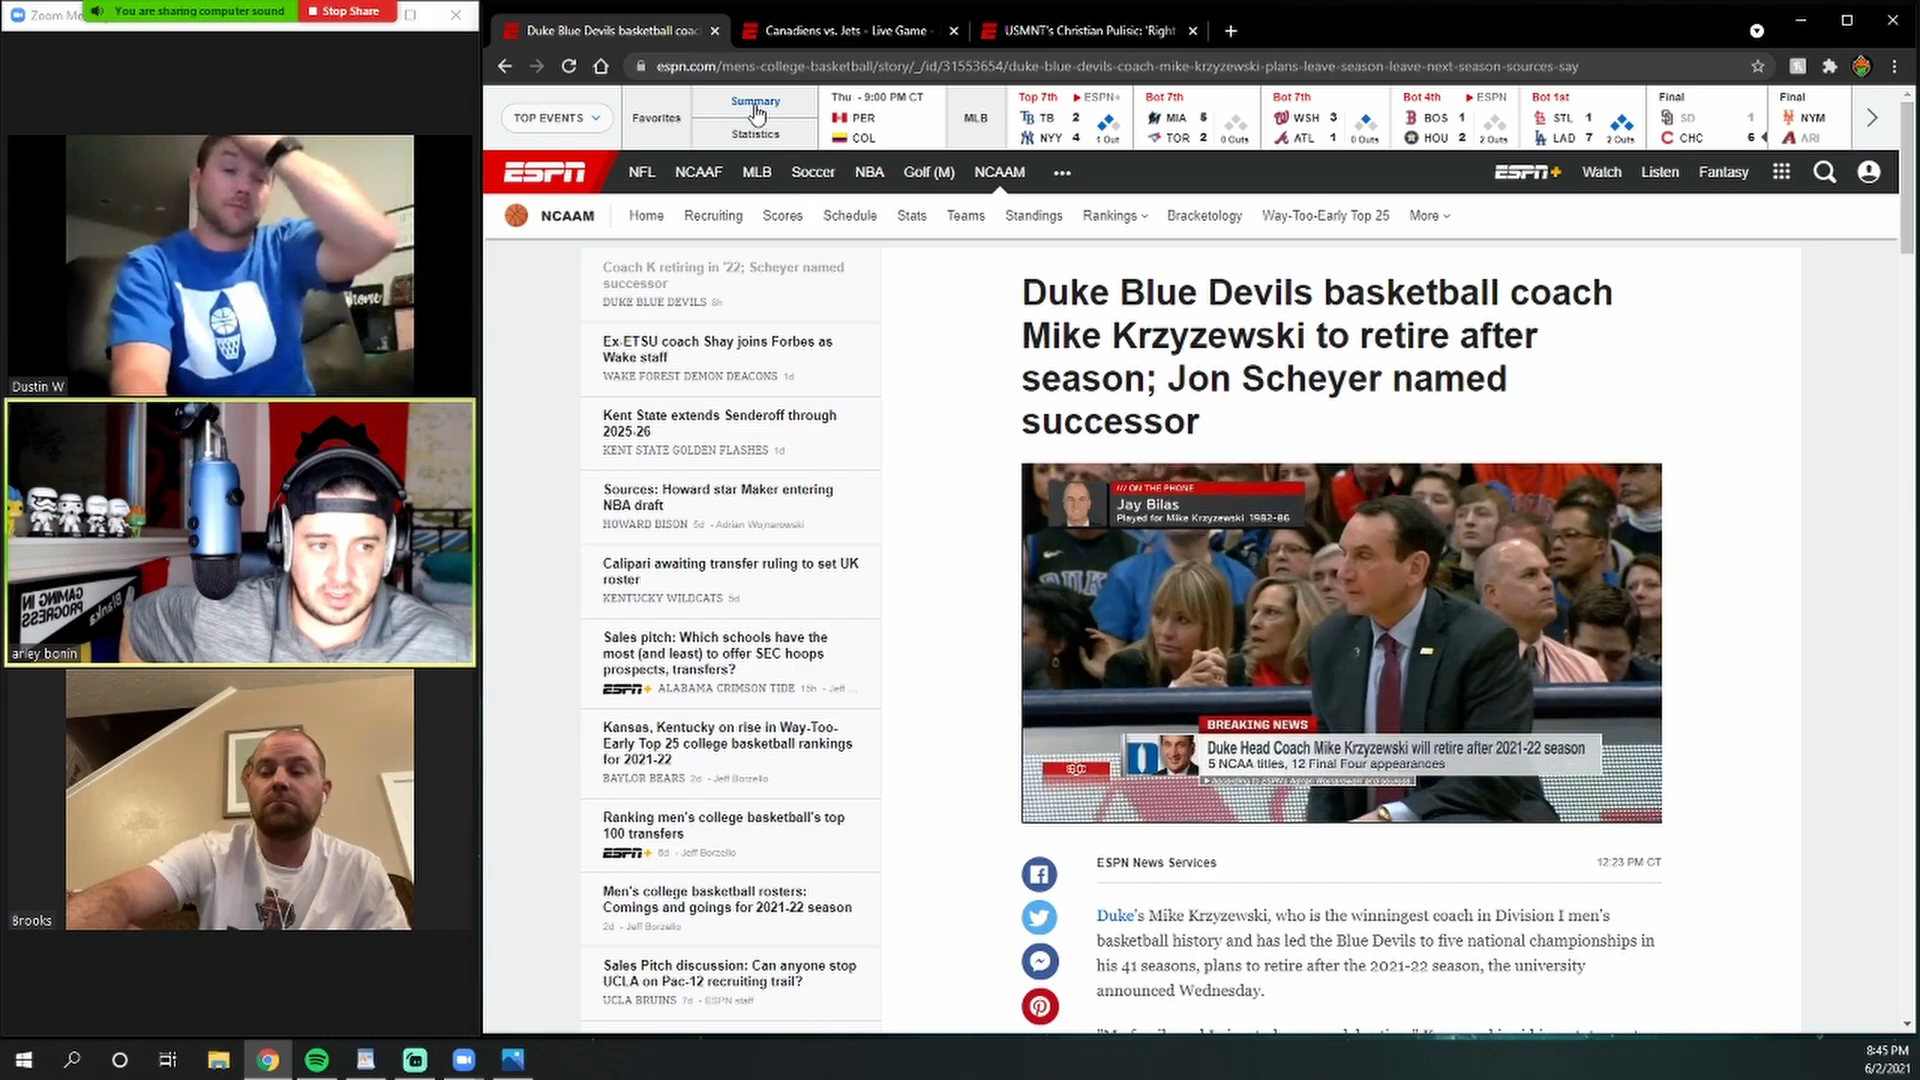 Zoom Me
You are sharing computer sound
Stop Share
Dustin W
GAMING IN
PROGRESS
Blanka
arley bonin
Brooks
Duke Blue Devils basketball coac
Canadiens vs. Jets - Live Game -
USMNT's Christian Pulisic: 'Right
espn.com/mens-college-basketball/story/_/id/31553654/duke-blue-devils-coach-mike-krzyzewski-plans-leave-season-leave-next-season-sources-say
TOP EVENTS
Favorites
Summary
Statistics
Thu - 9:00 PM CT
PER
COL
MLB
Top 7th ESPN+
TB 2
NYY 4 1 Out
Bot 7th
MIA 5
TOR 2 0 Outs
Bot 7th
WSH 3
ATL 1 0 Outs
Bot 4th ESPN
BOS 1
HOU 2 2 Outs
Bot 1st
STL 1
LAD 7 2 Outs
Final
SD 1
CHC 6
Final
NYM
ARI
ESPN NFL NCAAF MLB Soccer NBA Golf (M) NCAAM ••• ESPN+ Watch Listen Fantasy
NCAAM Home Recruiting Scores Schedule Stats Teams Standings Rankings Bracketology Way-Too-Early Top 25 More
Coach K retiring in '22; Scheyer named
successor
DUKE BLUE DEVILS 8h
Ex-ETSU coach Shay joins Forbes as
Wake staff
WAKE FOREST DEMON DEACONS 1d
Kent State extends Senderoff through
2025-26
KENT STATE GOLDEN FLASHES 1d
Sources: Howard star Maker entering
NBA draft
HOWARD BISON 5d - Adrian Wojnarowski
Calipari awaiting transfer ruling to set UK
roster
KENTUCKY WILDCATS 5d
Sales pitch: Which schools have the
most (and least) to offer SEC hoops
prospects, transfers?
ESPN+ ALABAMA CRIMSON TIDE 15h - Jeff ...
Kansas, Kentucky on rise in Way-Too-
Early Top 25 college basketball rankings
for 2021-22
BAYLOR BEARS 2d - Jeff Borzello
Ranking men's college basketball's top
100 transfers
ESPN+ 6d - Jeff Borzello
Men's college basketball rosters:
Comings and goings for 2021-22 season
2d - Jeff Borzello
Sales Pitch discussion: Can anyone stop
UCLA on Pac-12 recruiting trail?
UCLA BRUINS 7d - ESPN staff
Duke Blue Devils basketball coach
Mike Krzyzewski to retire after
season; Jon Scheyer named
successor
/// ON THE PHONE
Jay Bilas
Played for Mike Krzyzewski 1982-86
BREAKING NEWS
Duke Head Coach Mike Krzyzewski will retire after 2021-22 season
5 NCAA titles, 12 Final Four appearances
ESPN News Services 12:23 PM CT
Duke's Mike Krzyzewski, who is the winningest coach in Division I men's
basketball history and has led the Blue Devils to five national championships in
his 41 seasons, plans to retire after the 2021-22 season, the university
announced Wednesday.
8:45 PM
6/2/2021